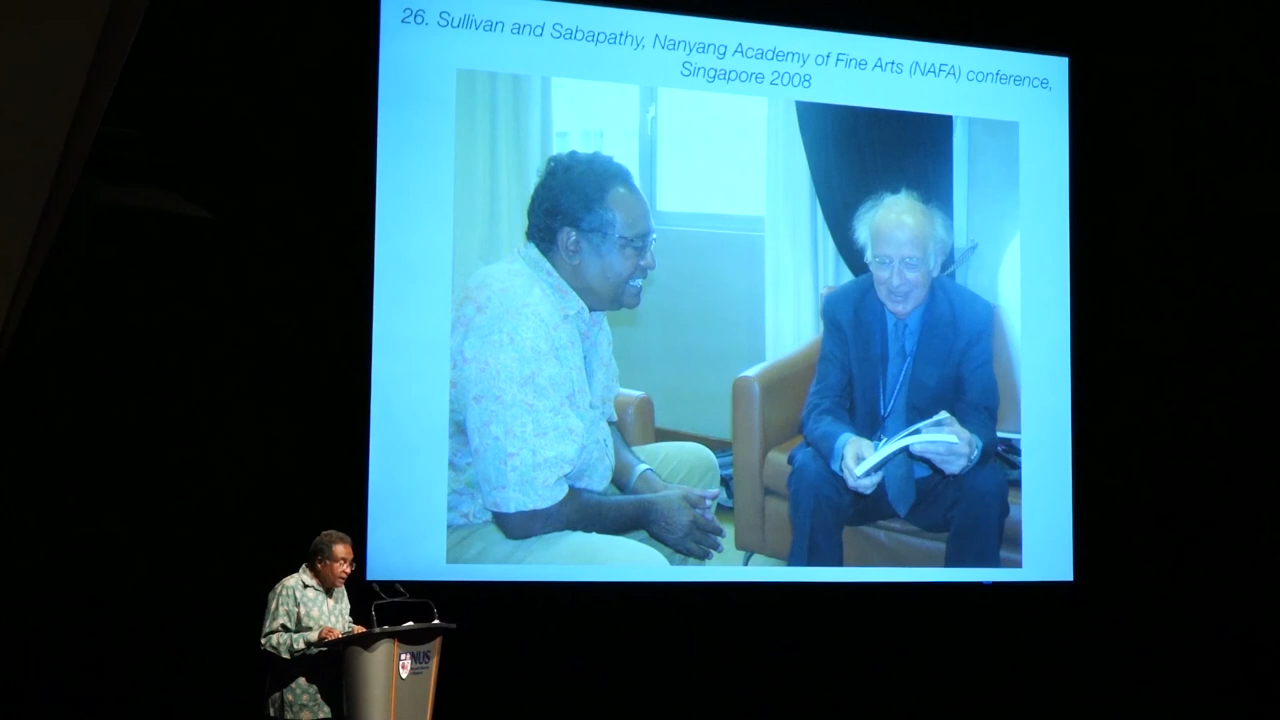 26. Sullivan and Sabapathy, Nanyang Academy of Fine Arts (NAFA) conference,
Singapore 2008
NUS